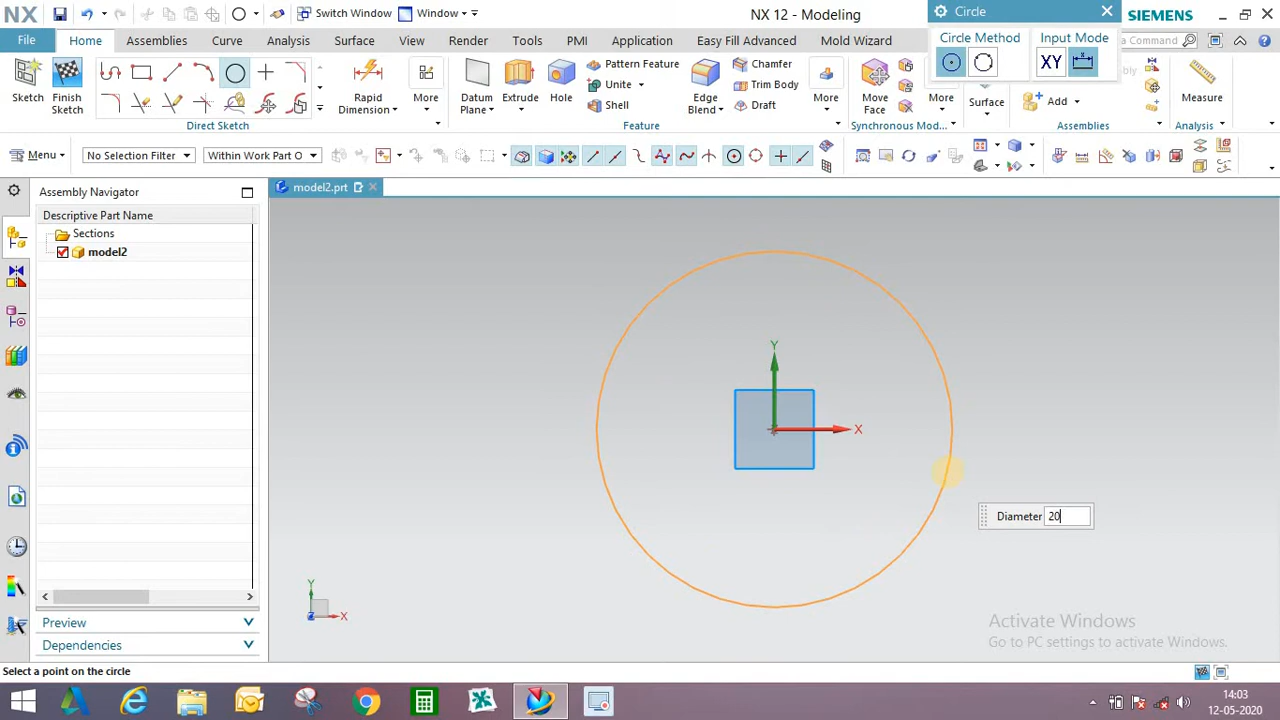 NX
Switch Window
Window
NX 12 - Modeling
Circle
SIEMENS
File
Home
Assemblies
Curve
Analysis
Surface
Render
Tools
PMI
Application
Easy Fill Advanced
Mold Wizard
Circle Method
Input Mode
Command
XY
Sketch
Finish
Sketch
Direct Sketch
Rapid
Dimension
More
Datum
Plane
Extrude
Hole
Pattern Feature
Unite
Shell
Edge
Blend
Chamfer
Trim Body
Draft
More
Feature
Move
Face
More
Synchronous Mod...
Surface
Add
Assemblies
Measure
Analysis
Menu
No Selection Filter
Within Work Part O
Assembly Navigator
model2.prt
Descriptive Part Name
Sections
model2
Y
X
Diameter 20
Y
X
Z
Preview
Dependencies
Activate Windows
Go to PC settings to activate Windows.
Select a point on the circle
14:03
12-05-2020